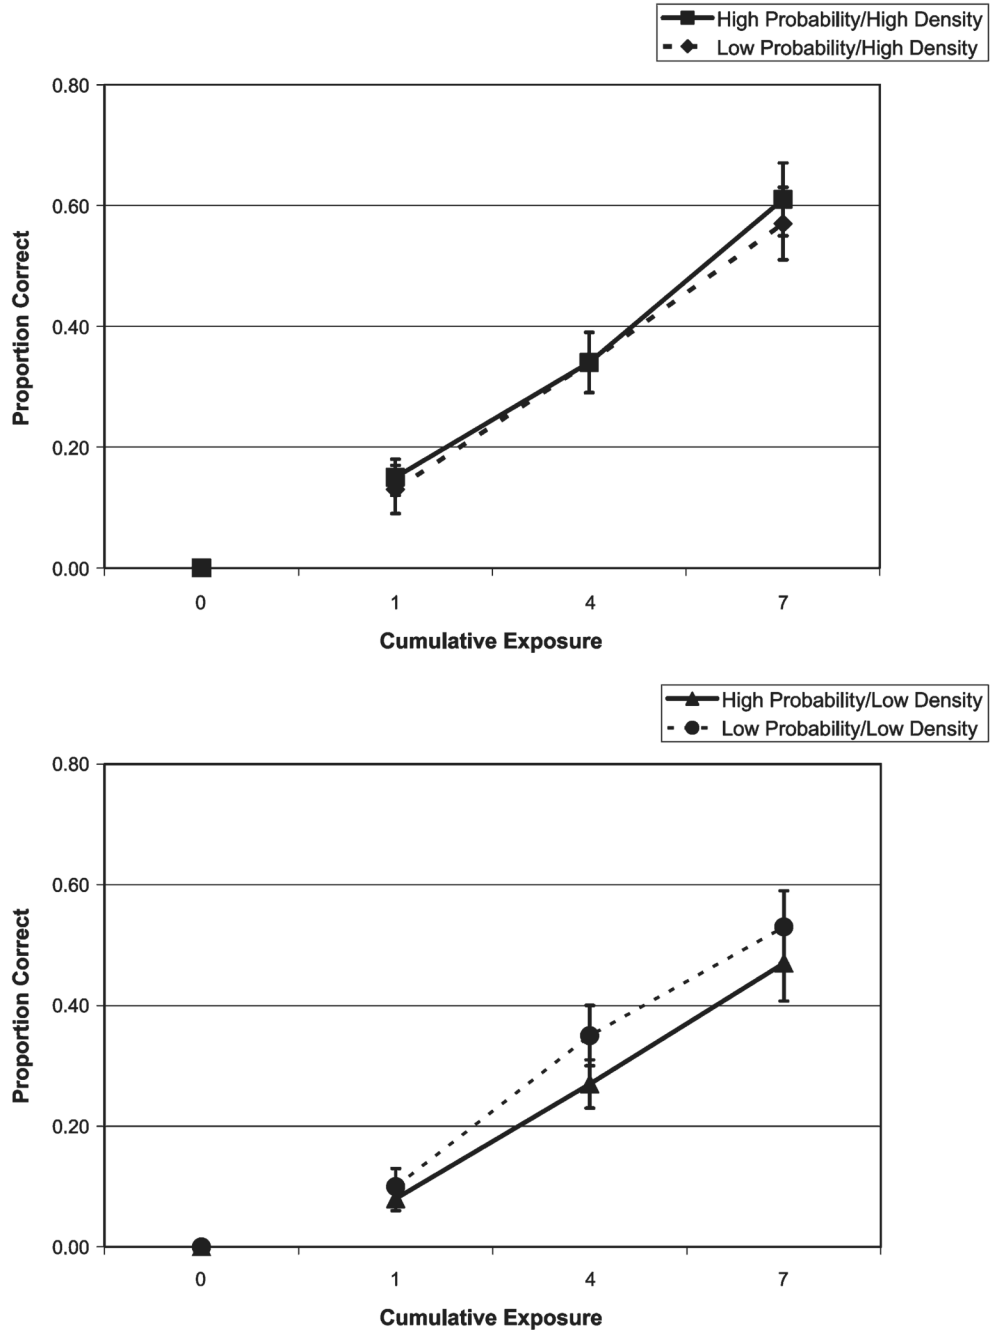 High Probability/High Density
Low Probability/High Density
0.80
0.60
0.40
0.20
0.00
Proportion Correct
0 1 4 7
Cumulative Exposure
High Probability/Low Density
Low Probability/Low Density
0.80
0.60
0.40
0.20
0.00
Proportion Correct
0 1 4 7
Cumulative Exposure